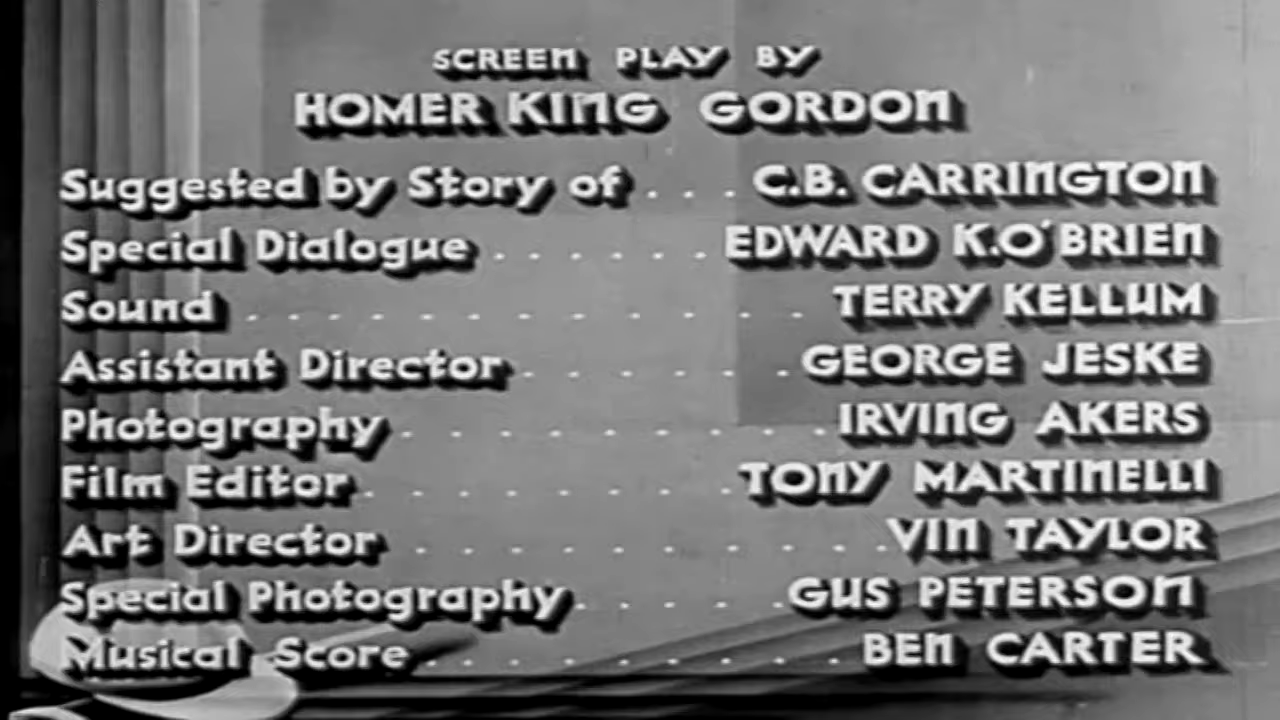 SCREEN PLAY BY
HOMER KING GORDON
Suggested by Story of . . . C.B. CARRINGTON
Special Dialogue . . . . . . EDWARD K.O'BRIEN
Sound . . . . . . . . . . . . . . TERRY KELLUM
Assistant Director . . . . . . . GEORGE JESKE
Photography . . . . . . . . . IRVING AKERS
Film Editor . . . . . . . . TONY MARTINELLI
Art Director . . . . . . . . . . VIN TAYLOR
Special Photography . . . . . GUS PETERSON
Musical Score . . . . . . . . . BEN CARTER